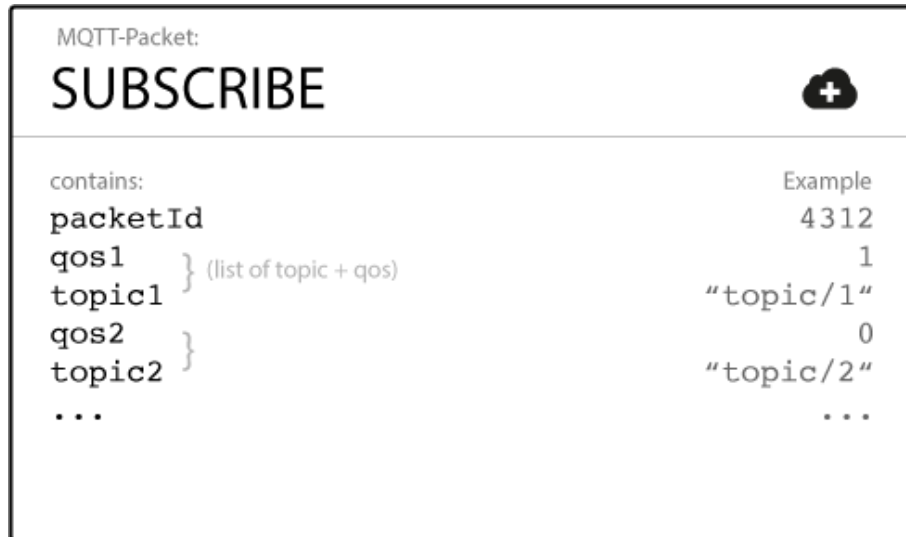 MQTT-Packet:
SUBSCRIBE
contains: Example
packetId 4312
qos1 1
(list of topic + qos)
topic1 “topic/1“
qos2 0
topic2 “topic/2“
... ...